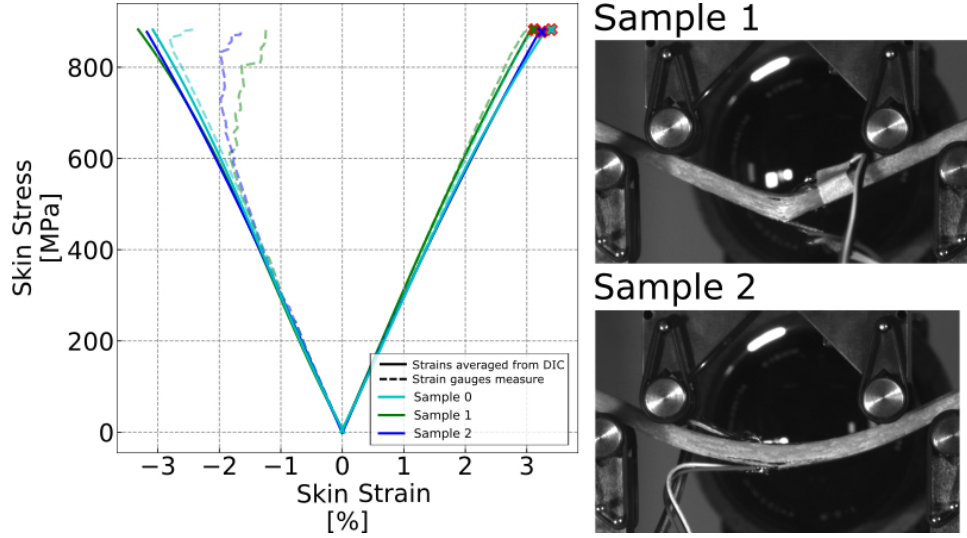 Skin Stress
[MPa]
800
600
400
200
0
−3
−2
−1
0
1
2
3
Skin Strain
[%]
Strains averaged from DIC
Strain gauges measure
Sample 0
Sample 1
Sample 2
Sample 1
Sample 2